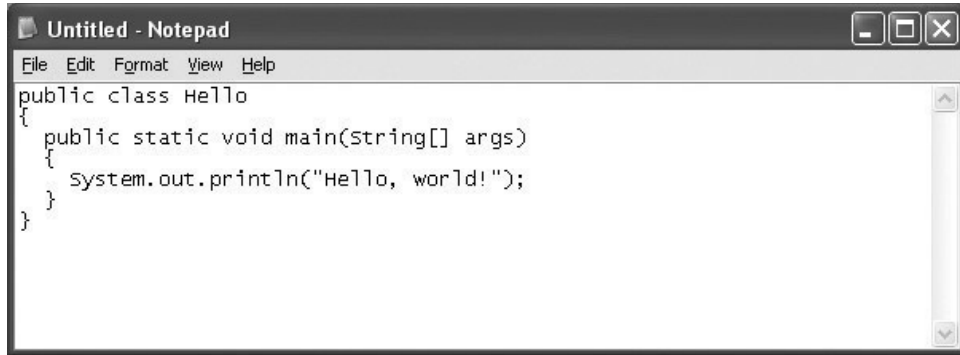 Untitled - Notepad
File Edit Format View Help
public class Hello
{
  public static void main(String[] args)
  {
    System.out.println("Hello, world!");
  }
}